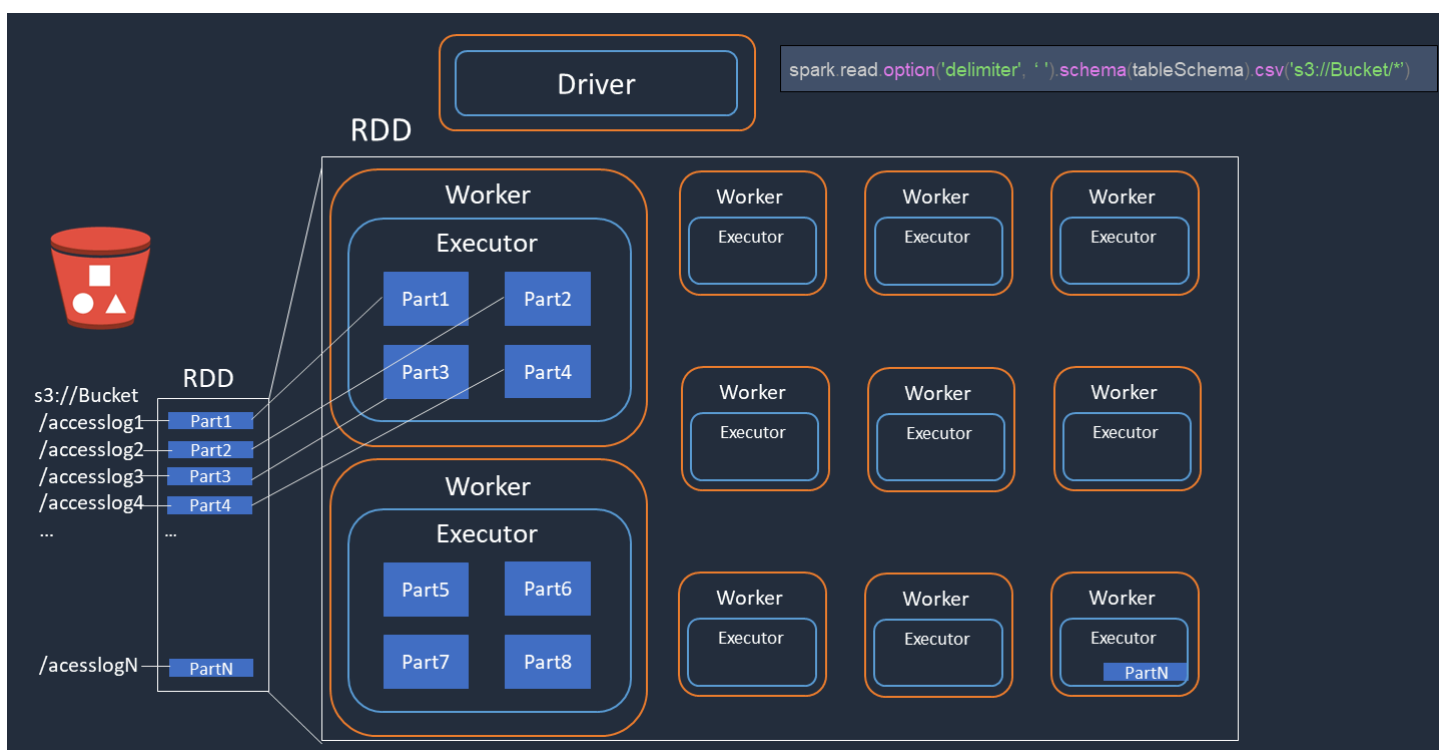 Driver
spark.read.option('delimiter', ‘ ’).schema(tableSchema).csv('s3://Bucket/*’)
RDD
Worker
Executor
Part1
Part2
Part3
Part4
Worker
Executor
Worker
Executor
Worker
Executor
s3://Bucket
RDD
/accesslog1
Part1
/accesslog2
Part2
/accesslog3
Part3
/accesslog4
Part4
...
...
/acesslogN
PartN
Worker
Executor
Worker
Executor
Worker
Executor
Worker
Executor
Part5
Part6
Part7
Part8
Worker
Executor
Worker
Executor
Worker
Executor
PartN